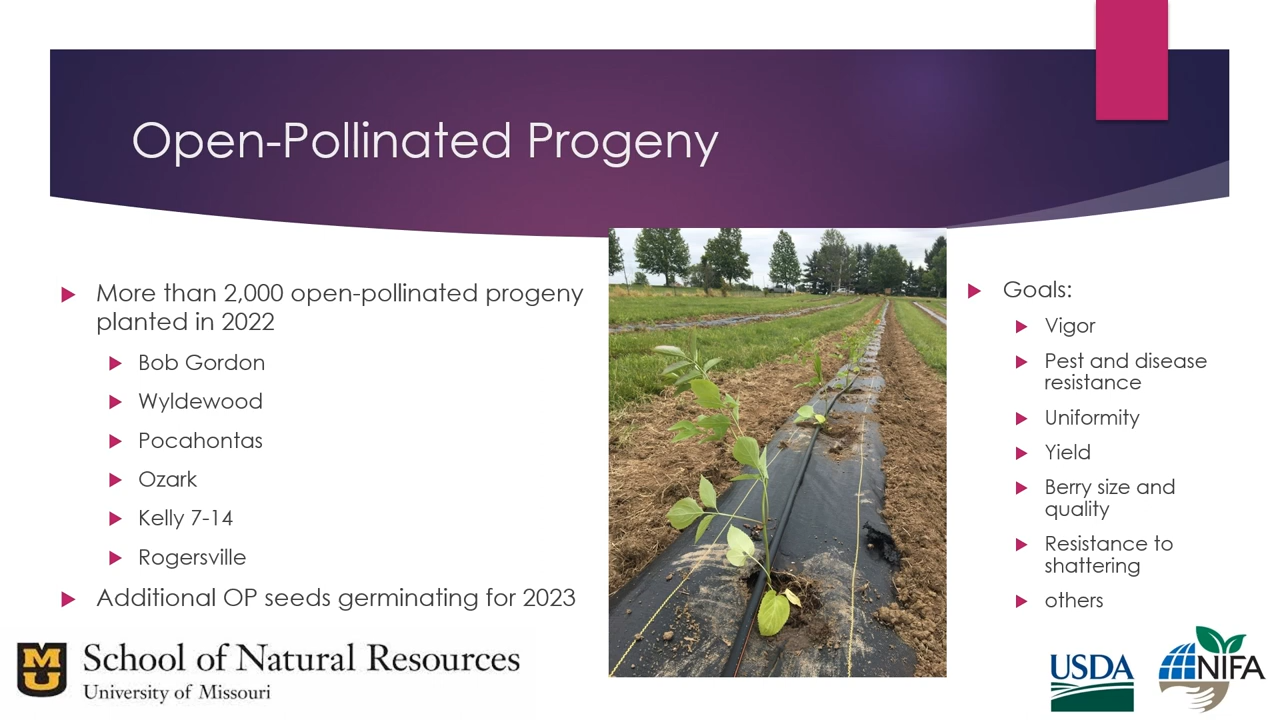 Open-Pollinated Progeny
More than 2,000 open-pollinated progeny
planted in 2022
Bob Gordon
Wyldewood
Pocahontas
Ozark
Kelly 7-14
Rogersville
Additional OP seeds germinating for 2023
Goals:
Vigor
Pest and disease
resistance
Uniformity
Yield
Berry size and
quality
Resistance to
shattering
others
MU
School of Natural Resources
University of Missouri
USDA
NIFA